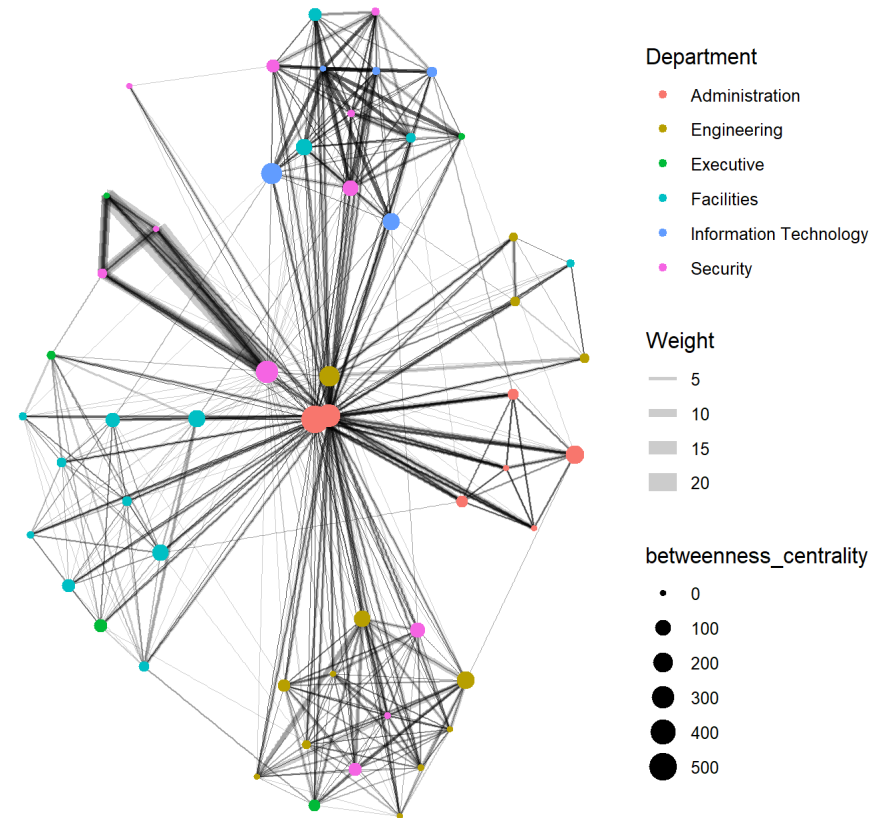 Department
Administration
Engineering
Executive
Facilities
Information Technology
Security
Weight
5
10
15
20
betweenness_centrality
0
100
200
300
400
500